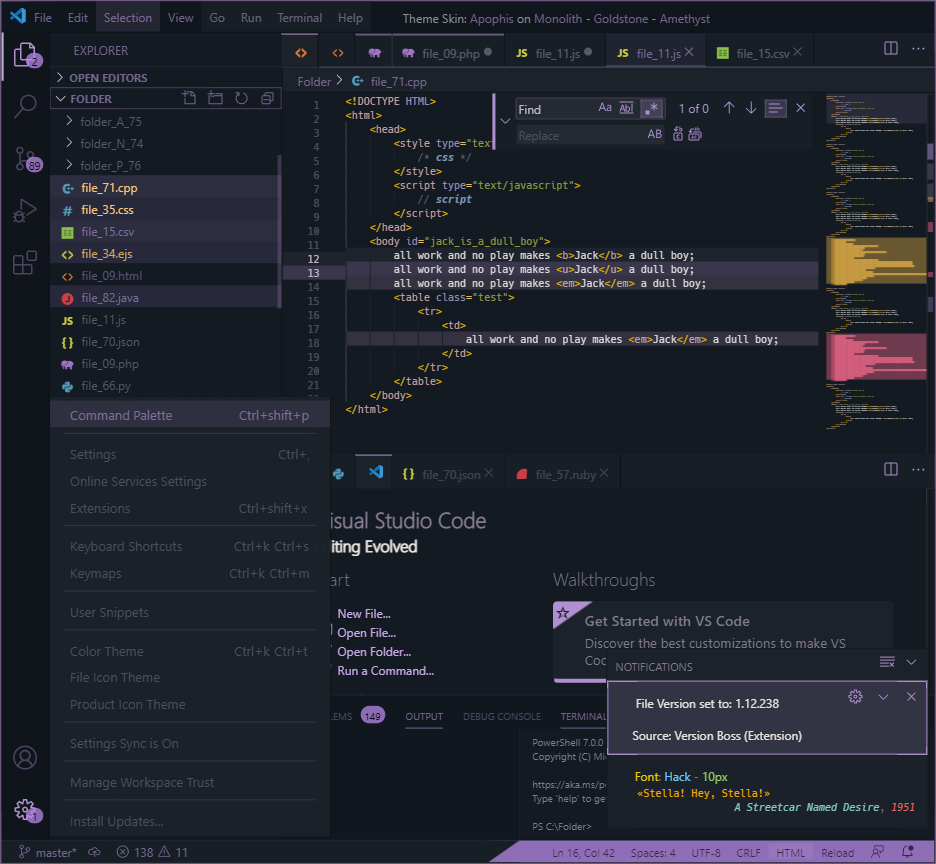 File Edit Selection View Go Run Terminal Help Theme Skin: Apophis on Monolith - Goldstone - Amethyst
EXPLORER
2
OPEN EDITORS
FOLDER
folder_A_75
folder_N_74
folder_P_76
file_71.cpp
file_35.css
file_15.csv
file_34.ejs
file_09.html
file_82.java
file_11.js
file_70.json
file_09.php
file_66.py
89
file_09.php JS file_11.js JS file_11.js file_15.csv
Folder > file_71.cpp
1 <!DOCTYPE HTML>
2 <html>
3 <head>
4 <style type="tex
5 /* css */
6 </style>
7 <script type="text/javascript">
8 // script
9 </script>
10 </head>
11 <body id="jack_is_a_dull_boy">
12 all work and no play makes <b>Jack</b> a dull boy;
13 all work and no play makes <u>Jack</u> a dull boy;
14 all work and no play makes <em>Jack</em> a dull boy;
15 <table class="test">
16 <tr>
17 <td>
18 all work and no play makes <em>Jack</em> a dull boy;
19 </td>
20 </tr>
21 </table>
</body>
</html>
Find Aa Abl .* 1 of 0
Replace AB
Command Palette Ctrl+shift+p
Settings Ctrl+,
Online Services Settings
Extensions Ctrl+shift+x
Keyboard Shortcuts Ctrl+k Ctrl+s
Keymaps Ctrl+k Ctrl+m
User Snippets
Color Theme Ctrl+k Ctrl+t
File Icon Theme
Product Icon Theme
Settings Sync is On
Manage Workspace Trust
Install Updates...
1
{} file_70.json file_57.ruby
isual Studio Code
iting Evolved
art
New File...
Open File...
Open Folder...
Run a Command...
Walkthroughs
Get Started with VS Code
Discover the best customizations to make VS
Coc
LEMS 149 OUTPUT DEBUG CONSOLE TERMINAL
PowerShell 7.0.0
Copyright (C) Mi
https://aka.ms/p
Type 'help' to ge
PS C:\Folder>
NOTIFICATIONS
File Version set to: 1.12.238
Source: Version Boss (Extension)
Font: Hack - 10px
«Stella! Hey, Stella!»
A Streetcar Named Desire, 1951
master* 138 11 Ln 16, Col 42 Spaces: 4 UTF-8 CRLF HTML Reload